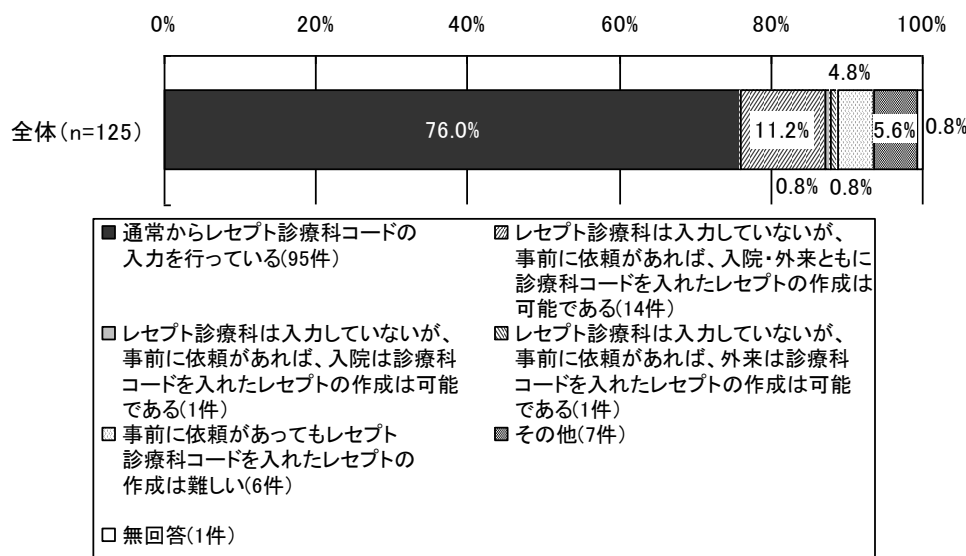 0% 20% 40% 60% 80% 100%
4.8%
全体(n=125) 76.0% 11.2% 5.6% 0.8%
0.8% 0.8%
通常からレセプト診療科コードの
入力を行っている(95件)
レセプト診療科は入力していないが、
事前に依頼があれば、入院・外来ともに
診療科コードを入れたレセプトの作成は
可能である(14件)
レセプト診療科は入力していないが、
事前に依頼があれば、入院は診療科
コードを入れたレセプトの作成は可能
である(1件)
レセプト診療科は入力していないが、
事前に依頼があれば、外来は診療科
コードを入れたレセプトの作成は可能
である(1件)
事前に依頼があってもレセプト
診療科コードを入れたレセプトの
作成は難しい(6件)
その他(7件)
無回答(1件)